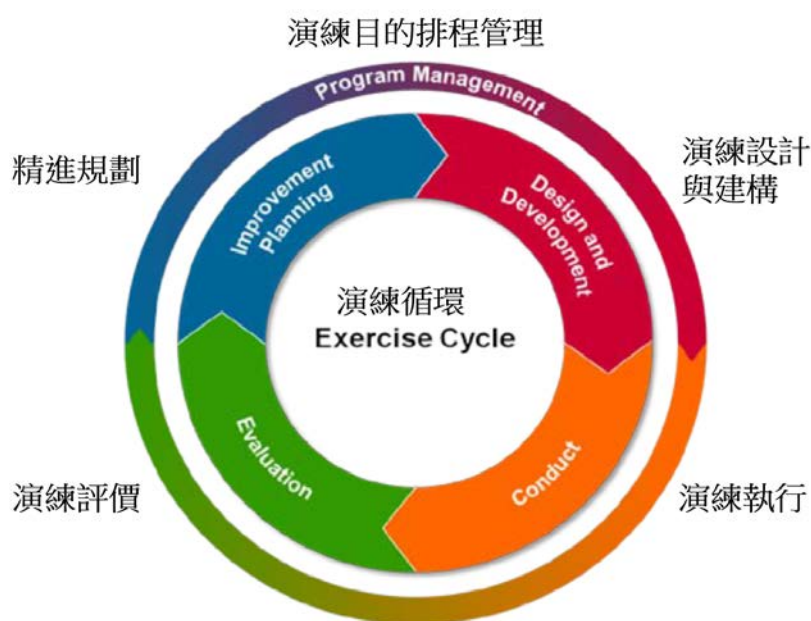 演練目的排程管理
Program Management
精進規劃
演練設計
與建構
Improvement
Planning
Design and
Development
演練循環
Exercise Cycle
Evaluation
Conduct
演練評價
演練執行